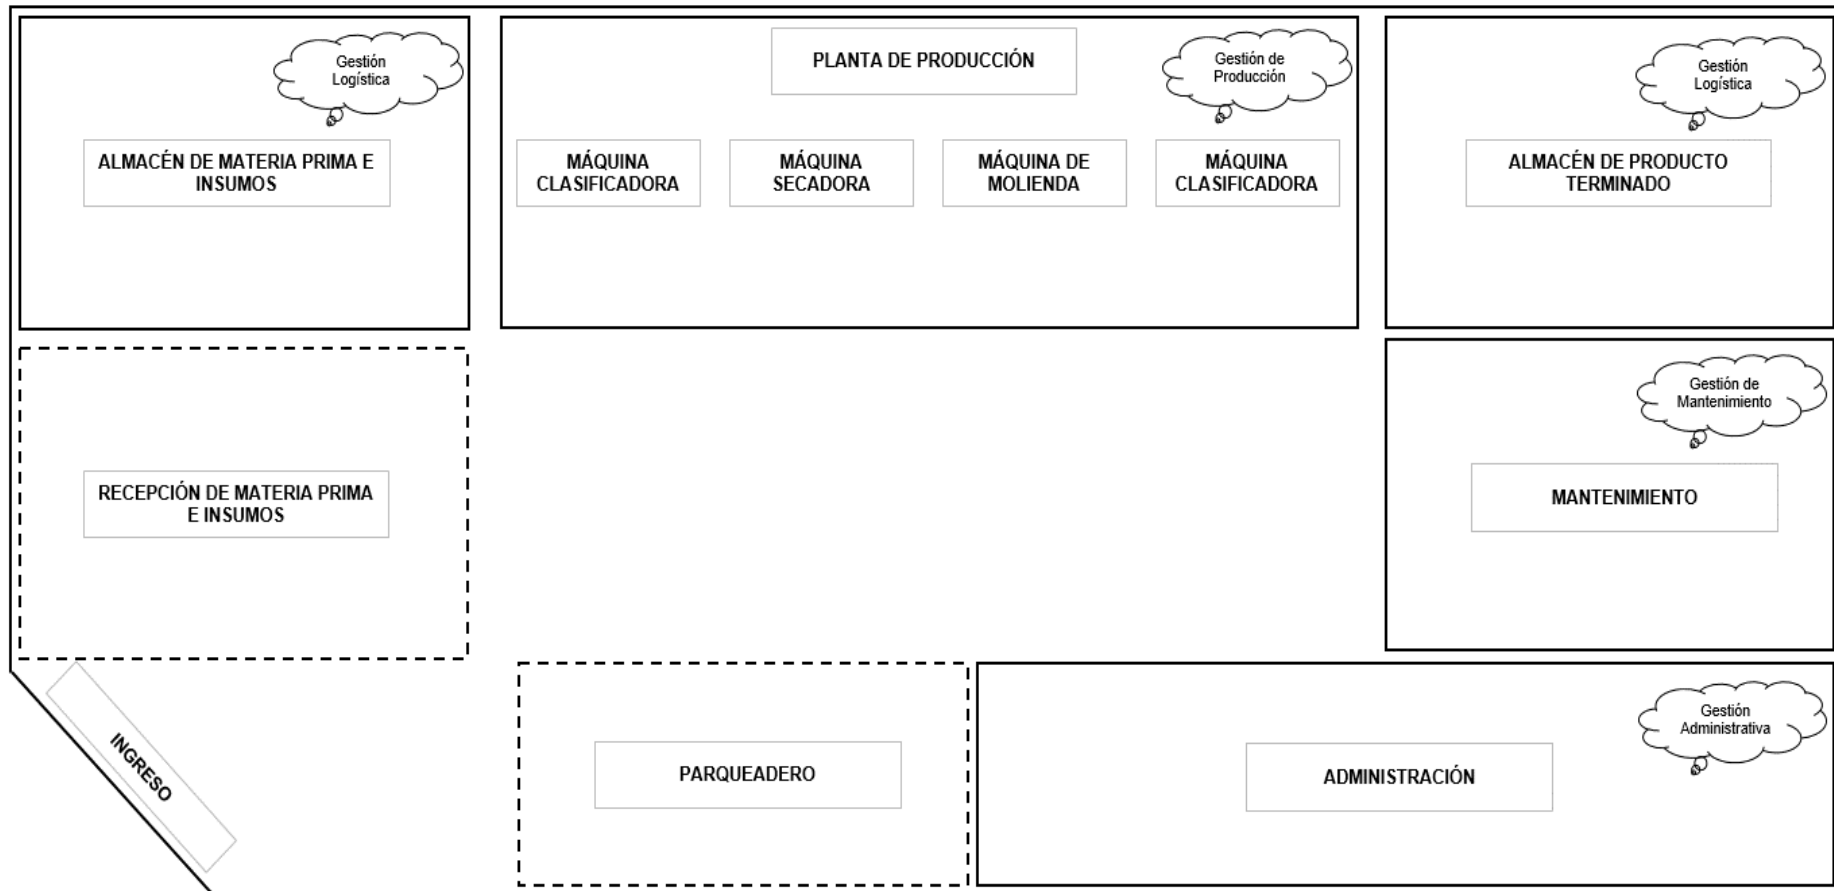 Gestión
Logística
ALMACÉN DE MATERIA PRIMA E
INSUMOS
PLANTA DE PRODUCCIÓN
Gestión de
Producción
MÁQUINA
CLASIFICADORA
MÁQUINA
SECADORA
MÁQUINA DE
MOLIENDA
MÁQUINA
CLASIFICADORA
Gestión
Logística
ALMACÉN DE PRODUCTO
TERMINADO
RECEPCIÓN DE MATERIA PRIMA
E INSUMOS
Gestión de
Mantenimiento
MANTENIMIENTO
INGRESO
PARQUEADERO
Gestión
Administrativa
ADMINISTRACIÓN